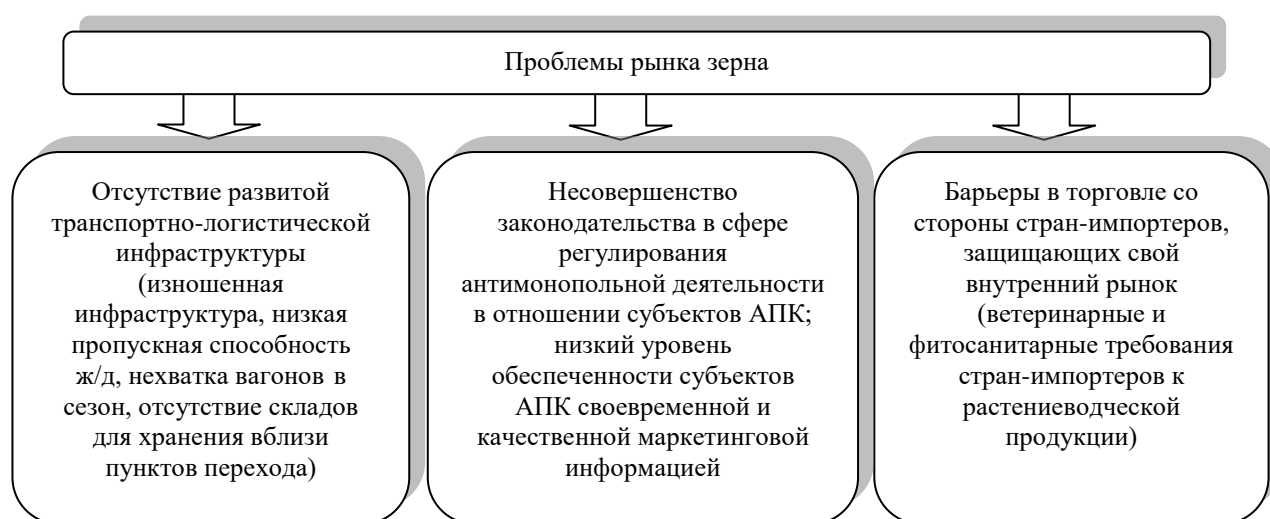 Проблемы рынка зерна
Отсутствие развитой
транспортно-логистической
инфраструктуры
(изношенная
инфраструктура, низкая
пропускная способность
ж/д, нехватка вагонов в
сезон, отсутствие складов
для хранения вблизи
пунктов перехода)
Несовершенство
законодательства в сфере
регулирования
антимонопольной деятельности
в отношении субъектов АПК;
низкий уровень
обеспеченности субъектов
АПК своевременной и
качественной маркетинговой
информацией
Барьеры в торговле со
стороны стран-импортеров,
защищающих свой
внутренний рынок
(ветеринарные и
фитосанитарные требования
стран-импортеров к
растениеводческой
продукции)